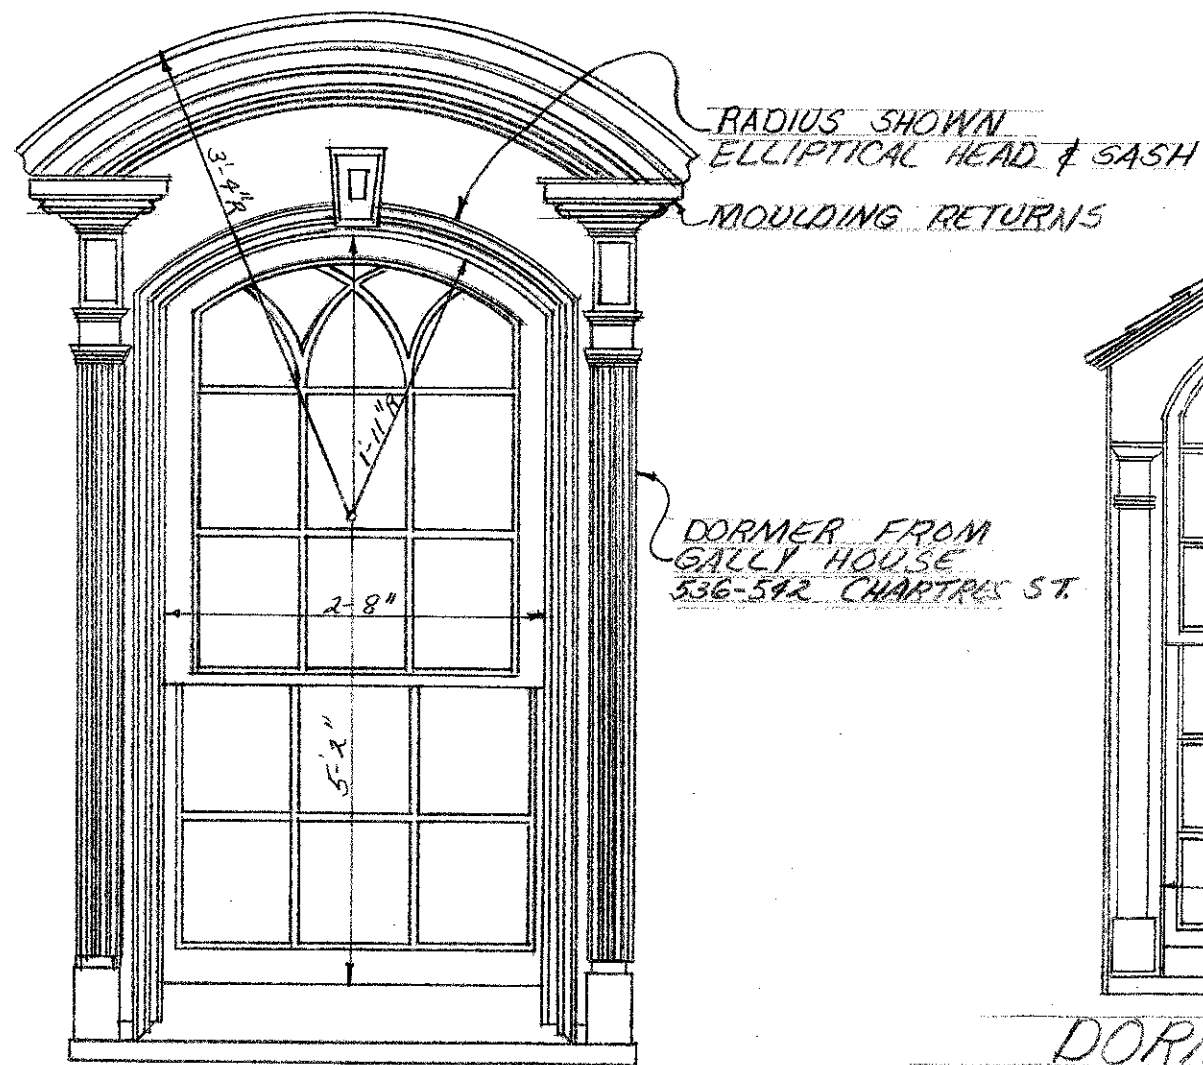 RADIUS SHOWN
ELLIPTICAL HEAD & SASH
MOULDING RETURNS
3'-4"R
1'-11"R
DORMER FROM
GALLY HOUSE
536-542 CHARTRES ST.
2-8"
5'-2"
DOR